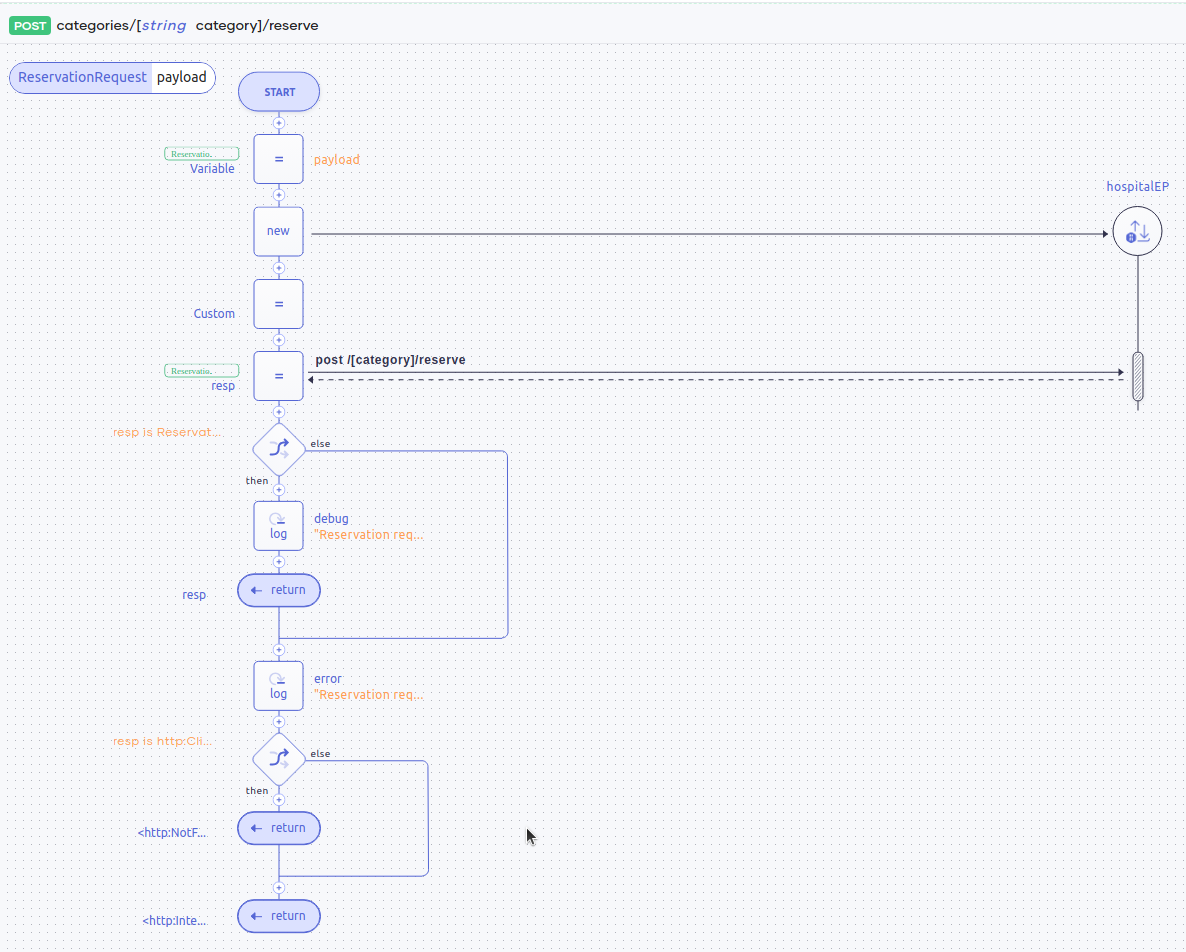 POST categories/[string category]/reserve
ReservationRequest payload
START
Reservatio..
Variable
=
payload
hospitalEP
new
Custom
=
post /[category]/reserve
Reservatio..
resp
=
resp is Reservat...
else
then
log
debug
"Reservation req...
resp
return
log
error
"Reservation req...
resp is http:Cli...
else
then
<http:NotF...
return
<http:Inte...
return